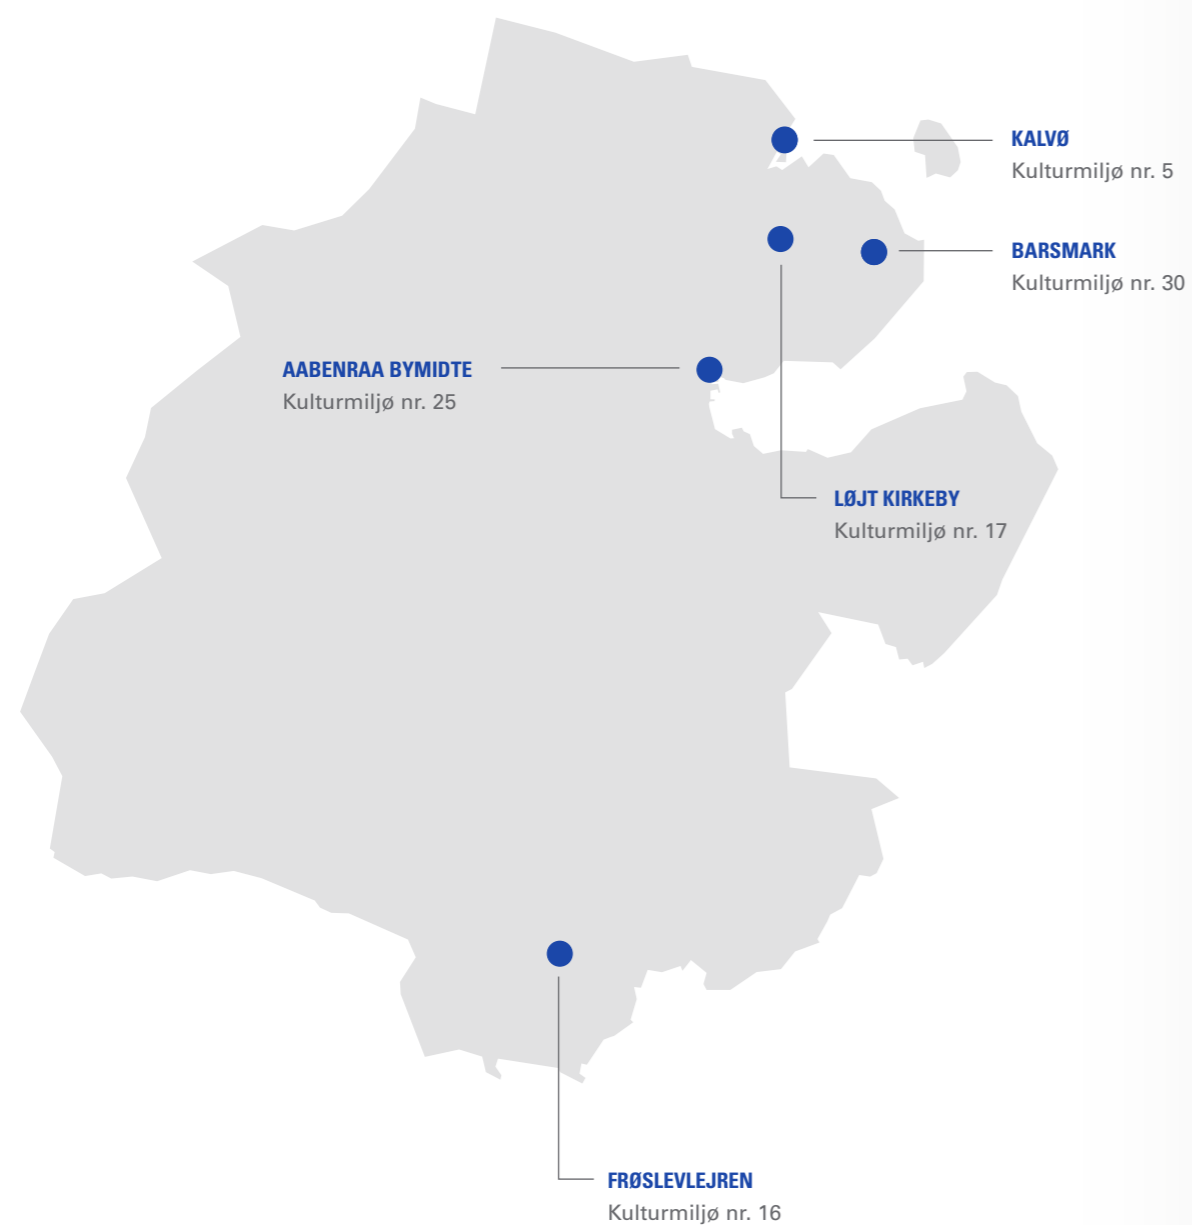 KALVØ
Kulturmiljø nr. 5
BARSMARK
Kulturmiljø nr. 30
AABENRAA BYMIDTE
Kulturmiljø nr. 25
LØJT KIRKEBY
Kulturmiljø nr. 17
FRØSLEVLEJREN
Kulturmiljø nr. 16